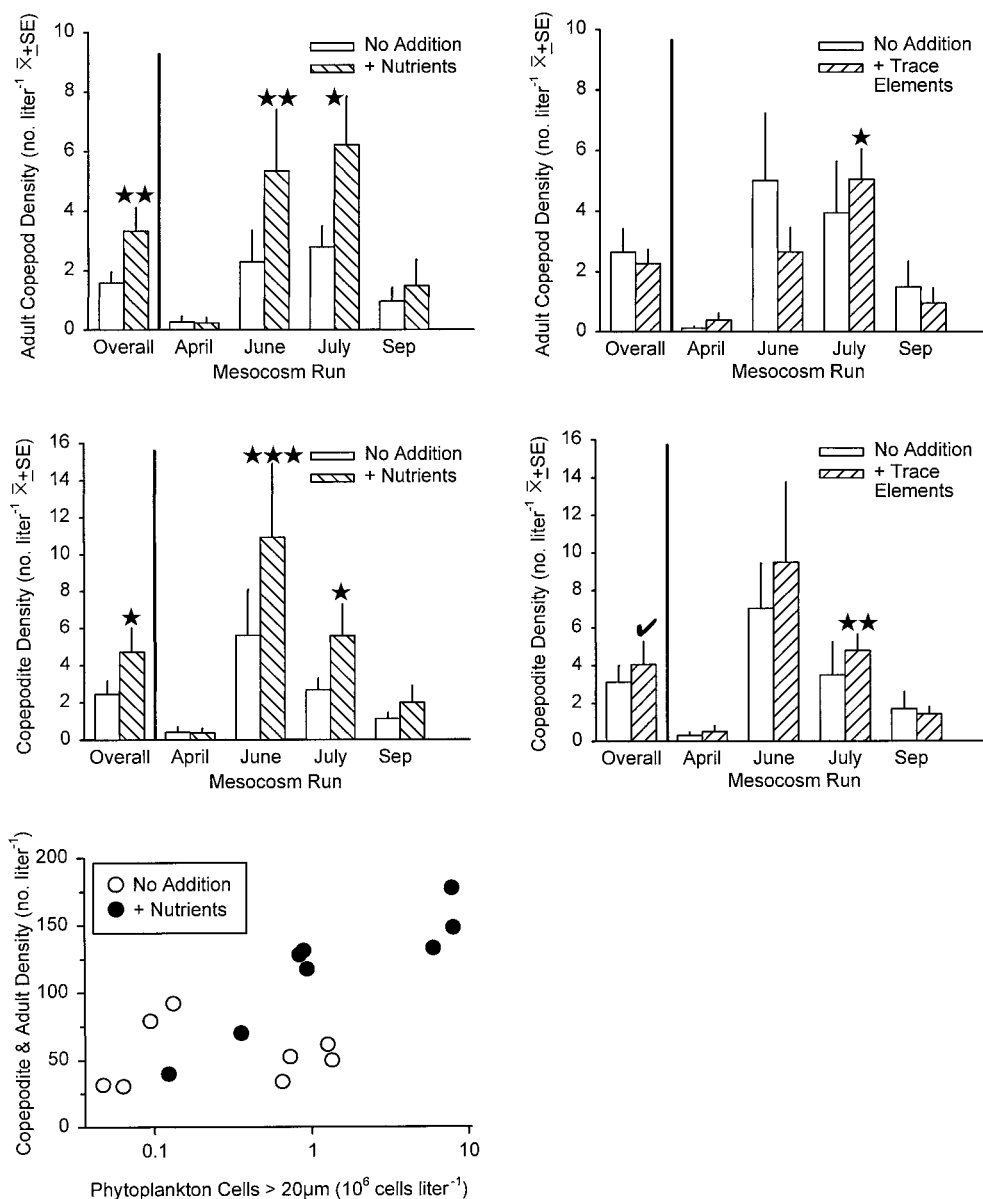 Adult Copepod Density (no. liter⁻¹ X̄±SE)
10
8
6
4
2
0
No Addition
+ Nutrients
★★
★★
★
Overall April June July Sep
Mesocosm Run
Adult Copepod Density (no. liter⁻¹ X̄±SE)
10
8
6
4
2
0
No Addition
+ Trace
Elements
★
Overall April June July Sep
Mesocosm Run
Copepodite Density (no. liter⁻¹ X̄±SE)
16
14
12
10
8
6
4
2
0
No Addition
+ Nutrients
★
★★★
★
Overall April June July Sep
Mesocosm Run
Copepodite Density (no. liter⁻¹ X̄±SE)
16
14
12
10
8
6
4
2
0
No Addition
+ Trace
Elements
✓
★★
Overall April June July Sep
Mesocosm Run
Copepodite & Adult Density (no. liter⁻¹)
200
150
100
50
0
No Addition
+ Nutrients
0.1 1 10
Phytoplankton Cells > 20µm (10⁶ cells liter⁻¹)